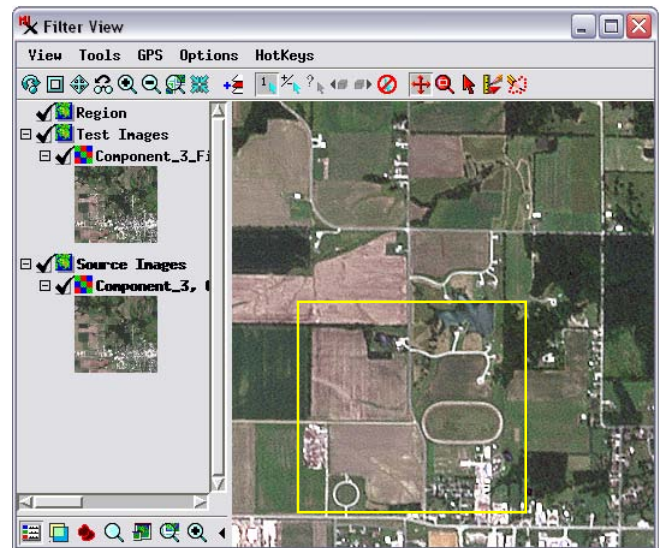 Filter View
View Tools GPS Options HotKeys
Region
Test Images
Component_3_Fi
Source Images
Component_3, (